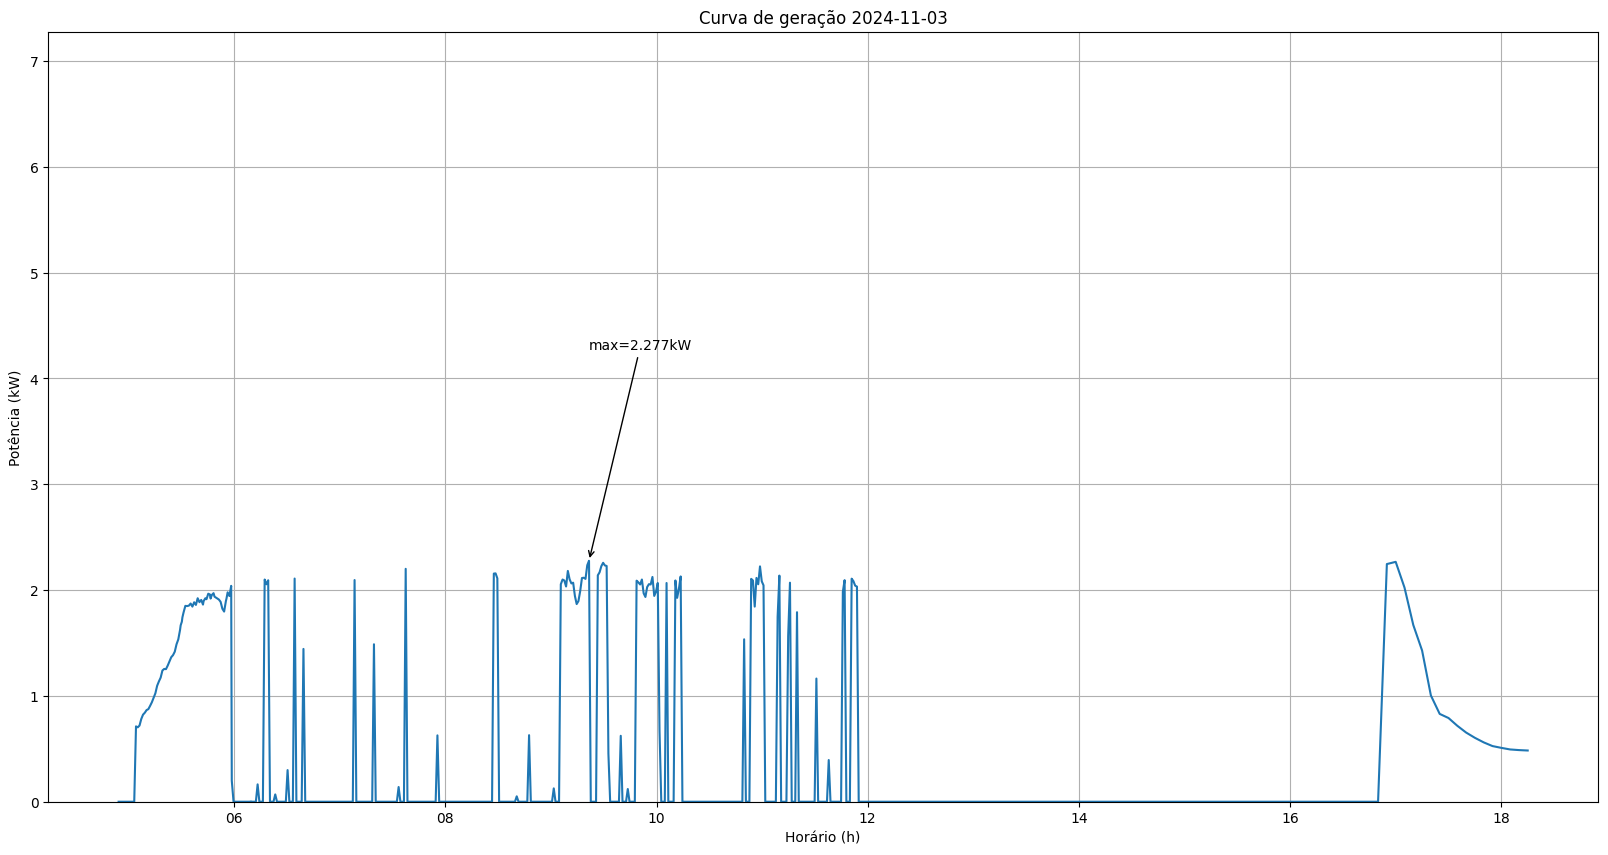 Curva de geração 2024-11-03
7
6
5
4
3
2
1
0
Potência (kW)
max=2.277kW
06 08 10 12 14 16 18
Horário (h)